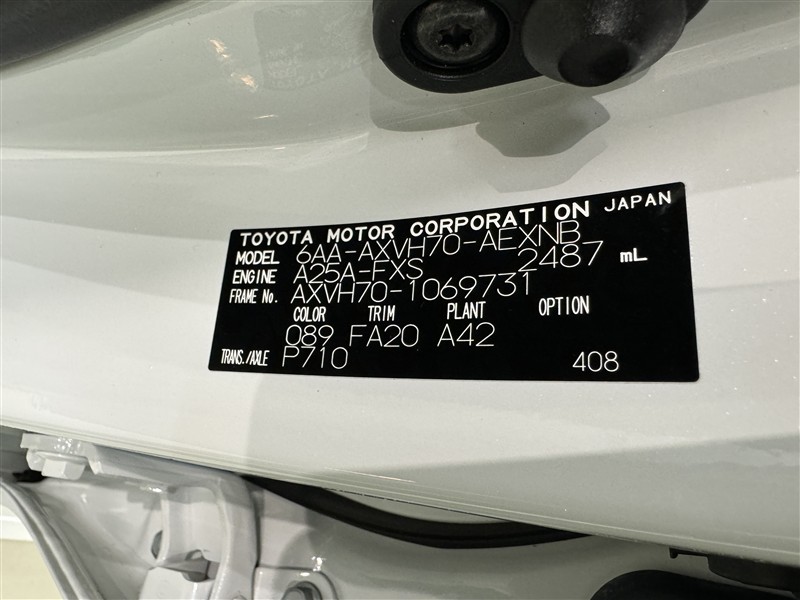 TOYOTA MOTOR CORPORATION JAPAN
MODEL 6AA-AXVH70-AEXNB
ENGINE A25A-FXS 2487 mL
FRAME No. AXVH70-1069731
COLOR TRIM PLANT OPTION
089 FA20 A42
TRANS./AXLE P710 408